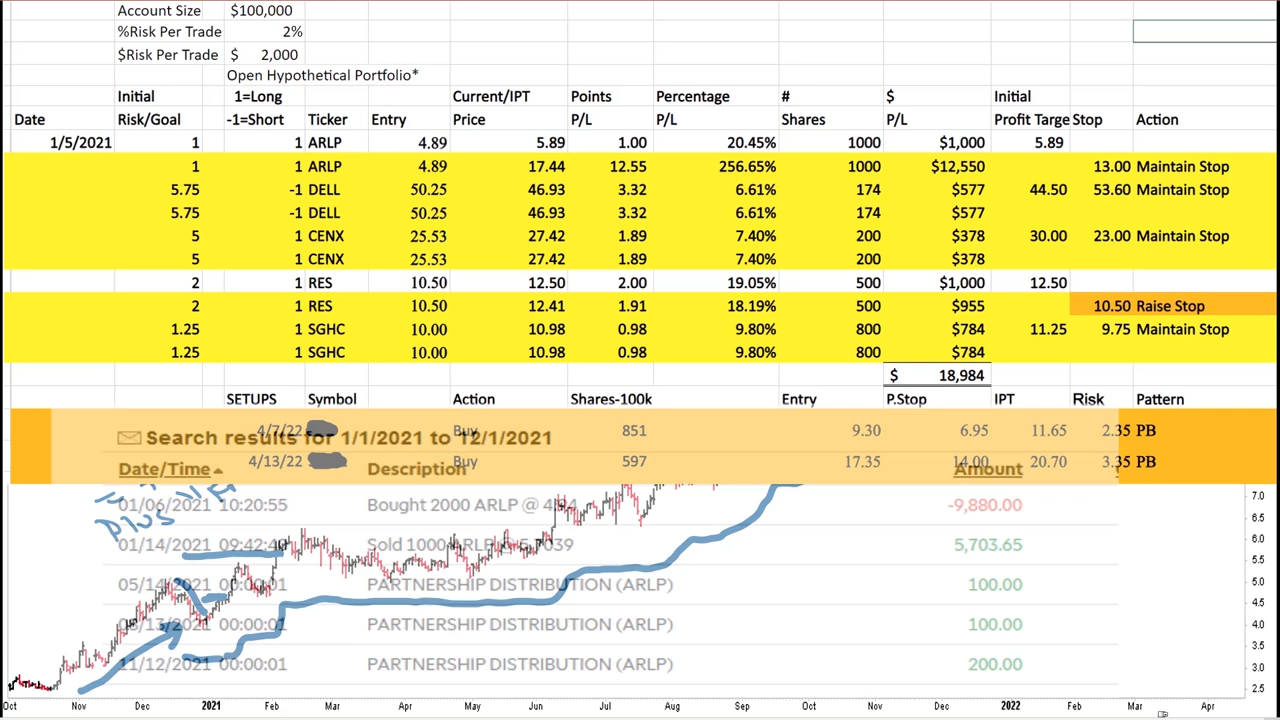 Account Size $100,000
%Risk Per Trade 2%
$Risk Per Trade $ 2,000
Open Hypothetical Portfolio*
Initial 1=Long Current/IPT Points Percentage # $ Initial
Date Risk/Goal -1=Short Ticker Entry Price P/L P/L Shares P/L Profit Targe Stop Action
1/5/2021 1 1 ARLP 4.89 5.89 1.00 20.45% 1000 $1,000 5.89
1 1 ARLP 4.89 17.44 12.55 256.65% 1000 $12,550 13.00 Maintain Stop
5.75 -1 DELL 50.25 46.93 3.32 6.61% 174 $577 44.50 53.60 Maintain Stop
5.75 -1 DELL 50.25 46.93 3.32 6.61% 174 $577
5 1 CENX 25.53 27.42 1.89 7.40% 200 $378 30.00 23.00 Maintain Stop
5 1 CENX 25.53 27.42 1.89 7.40% 200 $378
2 1 RES 10.50 12.50 2.00 19.05% 500 $1,000 12.50
2 1 RES 10.50 12.41 1.91 18.19% 500 $955 10.50 Raise Stop
1.25 1 SGHC 10.00 10.98 0.98 9.80% 800 $784 11.25 9.75 Maintain Stop
1.25 1 SGHC 10.00 10.98 0.98 9.80% 800 $784
$ 18,984
SETUPS Symbol Action Shares-100k Entry P.Stop IPT Risk Pattern
4/7/22 Buy 851 9.30 6.95 11.65 2.35 PB
Search results for 1/1/2021 to 12/1/2021
4/13/22 Buy 597 17.35 14.00 20.70 3.35 PB
Date/Time Description Amount
01/06/2021 10:20:55 Bought 2000 ARLP @ -9,880.00
plus
01/14/2021 Sold 1000 ARLP 5,703.65
PARTNERSHIP DISTRIBUTION (ARLP) 100.00
PARTNERSHIP DISTRIBUTION (ARLP) 100.00
11/12/2021 00:00:01 PARTNERSHIP DISTRIBUTION (ARLP) 200.00
7.0
6.5
6.0
5.5
5.0
4.5
4.0
3.5
3.0
2.5
Oct Nov Dec 2021 Feb Mar Apr May Jun Jul Aug Sep Oct Nov Dec 2022 Feb Mar Apr